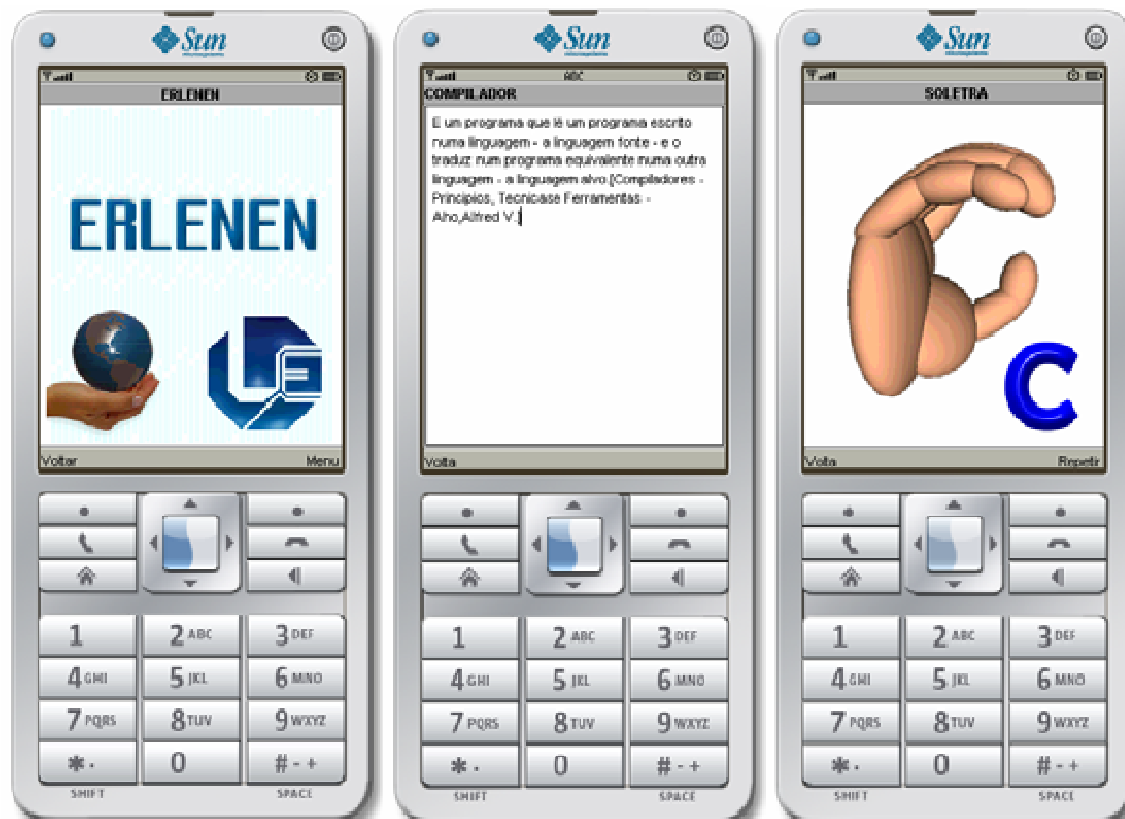 Sun
microsystems
ERLENEN
ERLENEN
Voltar Menu
1 2 ABC 3 DEF
4 GHI 5 JKL 6 MNO
7 PQRS 8 TUV 9 WXYZ
* . 0 # - +
SHIFT SPACE
Sun
microsystems
ABC
COMPILADOR
E um programa que lê um programa escrito
numa linguagem - a linguagem fonte - e o
traduz num programa equivalente numa outra
linguagem - a linguagem alvo.[Compiladores -
Principios, Tecnicase Ferramentas -
Aho,Alfred V.]
Volta
1 2 ABC 3 DEF
4 GHI 5 JKL 6 MNO
7 PQRS 8 TUV 9 WXYZ
* . 0 # - +
SHIFT SPACE
Sun
microsystems
SOLETRA
C
Volta Repetir
1 2 ABC 3 DEF
4 GHI 5 JKL 6 MNO
7 PQRS 8 TUV 9 WXYZ
* . 0 # - +
SHIFT SPACE